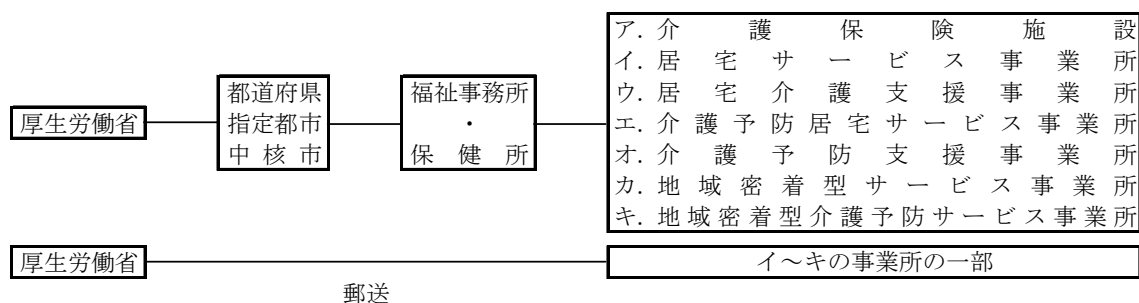 厚生労働省
都道府県
指定都市
中核市
福祉事務所
・
保健所
ア.介護保険施設
イ.居宅サービス事業所
ウ.居宅介護支援事業所
エ.介護予防居宅サービス事業所
オ.介護予防支援事業所
カ.地域密着型サービス事業所
キ.地域密着型介護予防サービス事業所
厚生労働省
郵送
イ～キの事業所の一部